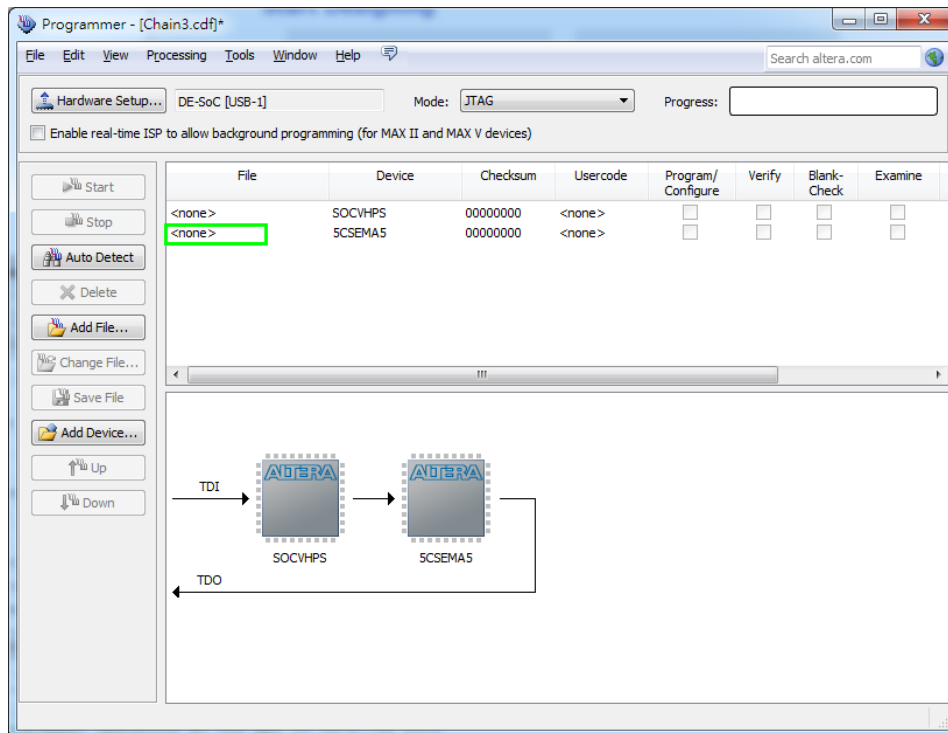 Programmer - [Chain3.cdf]*
File Edit View Processing Tools Window Help
Search altera.com
Hardware Setup... DE-SoC [USB-1] Mode: JTAG Progress:
Enable real-time ISP to allow background programming (for MAX II and MAX V devices)
Start
Stop
Auto Detect
Delete
Add File...
Change File...
Save File
Add Device...
Up
Down
File Device Checksum Usercode Program/Configure Verify Blank-Check Examine
<none> SOCVHPS 00000000 <none>
<none> 5CSEMA5 00000000 <none>
ALTERA ALTERA
TDI
SOCVHPS 5CSEMA5
TDO